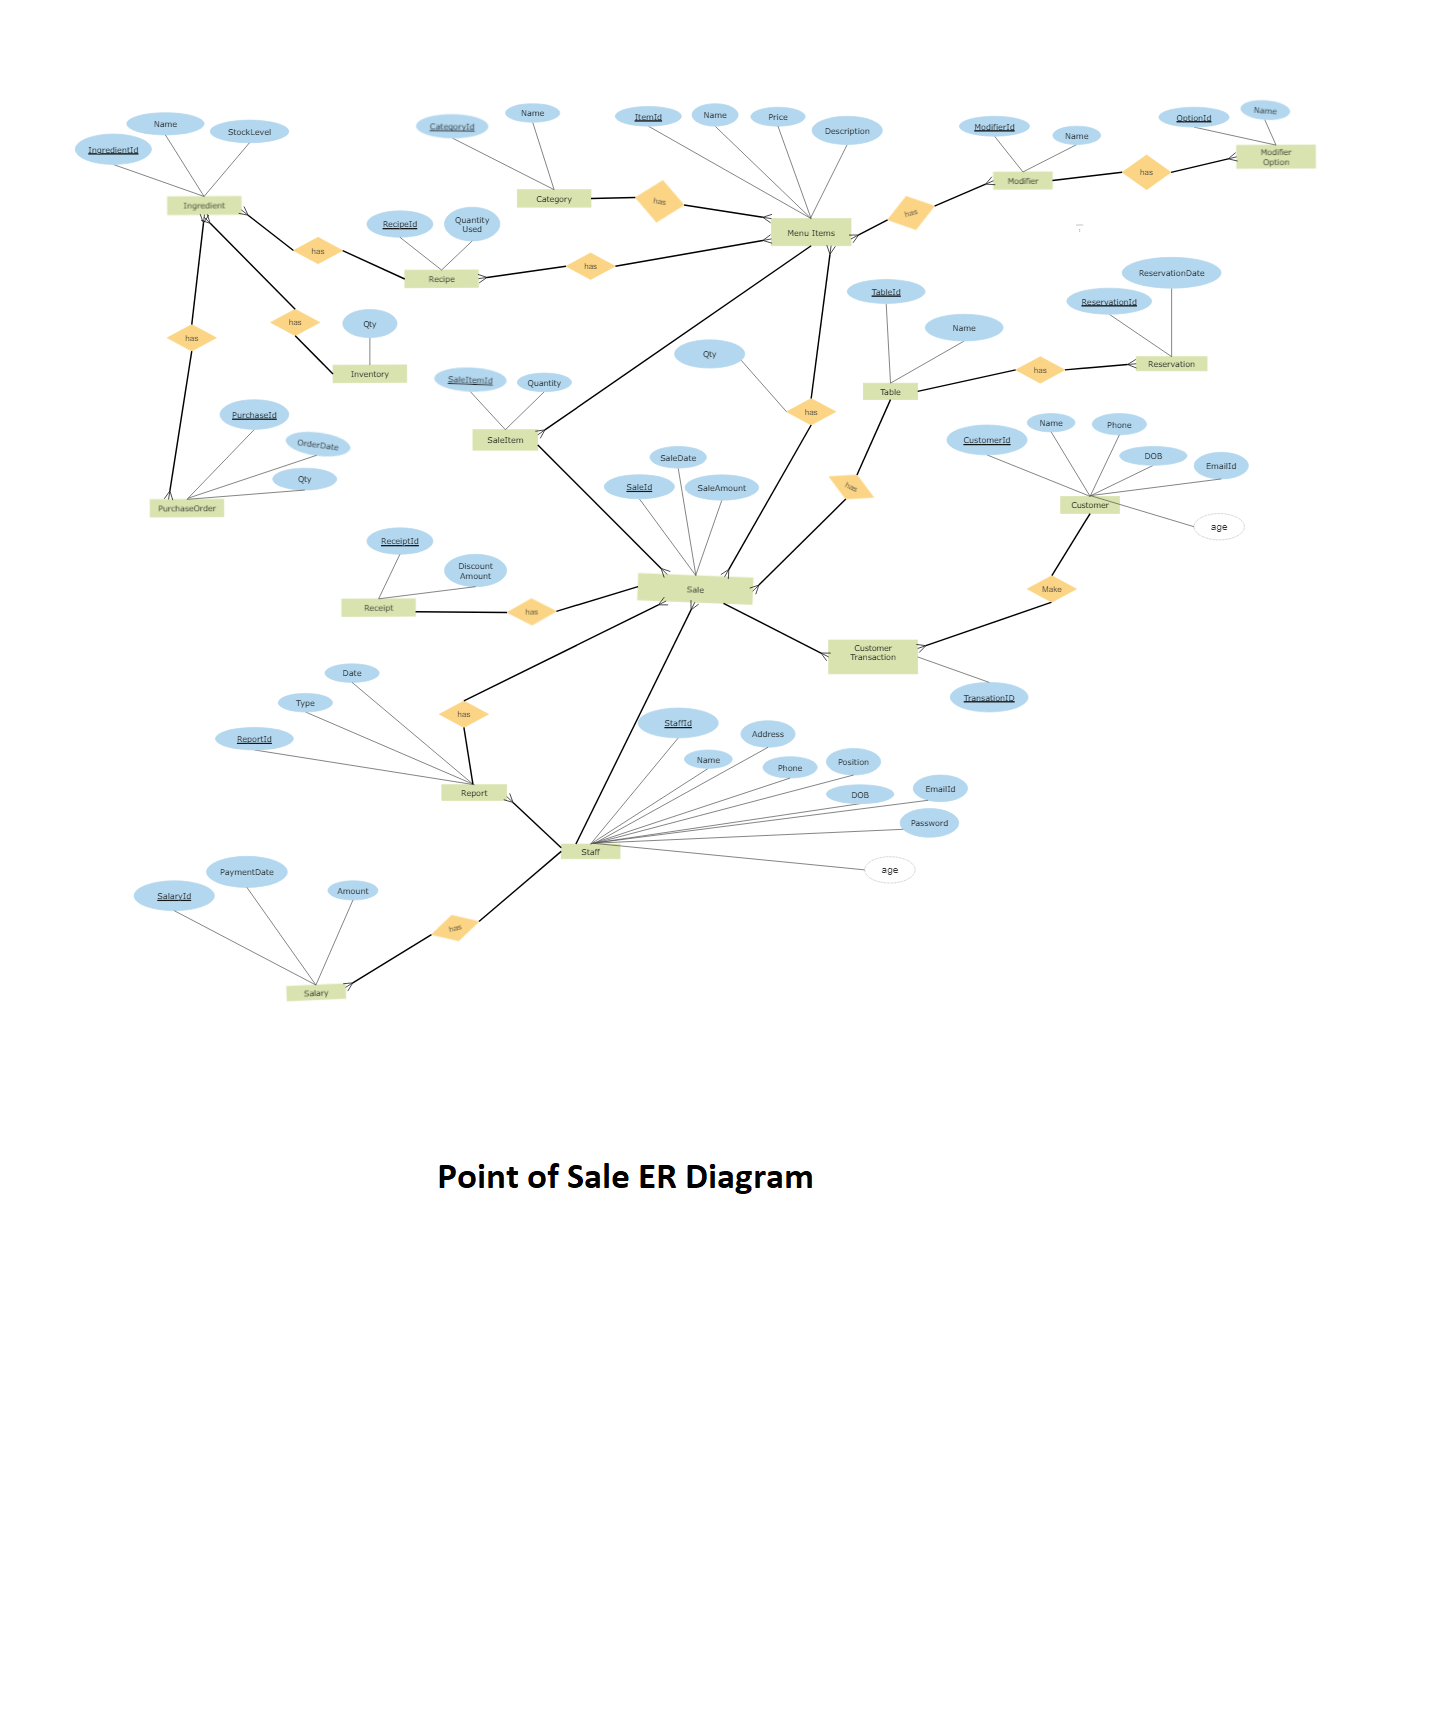 Name
StockLevel
IngredientId
Ingredient
CategoryId
Name
Category
has
ItemId
Name
Price
Description
Menu Items
ModifierId
Name
Modifier
has
has
OptionId
Name
Modifier
Option
RecipeId
Quantity
Used
Recipe
has
has
has
has
Qty
Inventory
TableId
Name
Table
has
ReservationDate
ReservationId
Reservation
SaleItemId
Quantity
SaleItem
Qty
has
PurchaseId
OrderDate
Qty
PurchaseOrder
SaleDate
SaleId
SaleAmount
Sale
has
CustomerId
Name
Phone
DOB
EmailId
Customer
age
Make
ReceiptId
Discount
Amount
Receipt
has
Customer
Transaction
TransationID
Date
Type
ReportId
has
Report
StaffId
Name
Address
Phone
Position
DOB
EmailId
Password
Staff
age
SalaryId
PaymentDate
Amount
has
Salary
Point of Sale ER Diagram